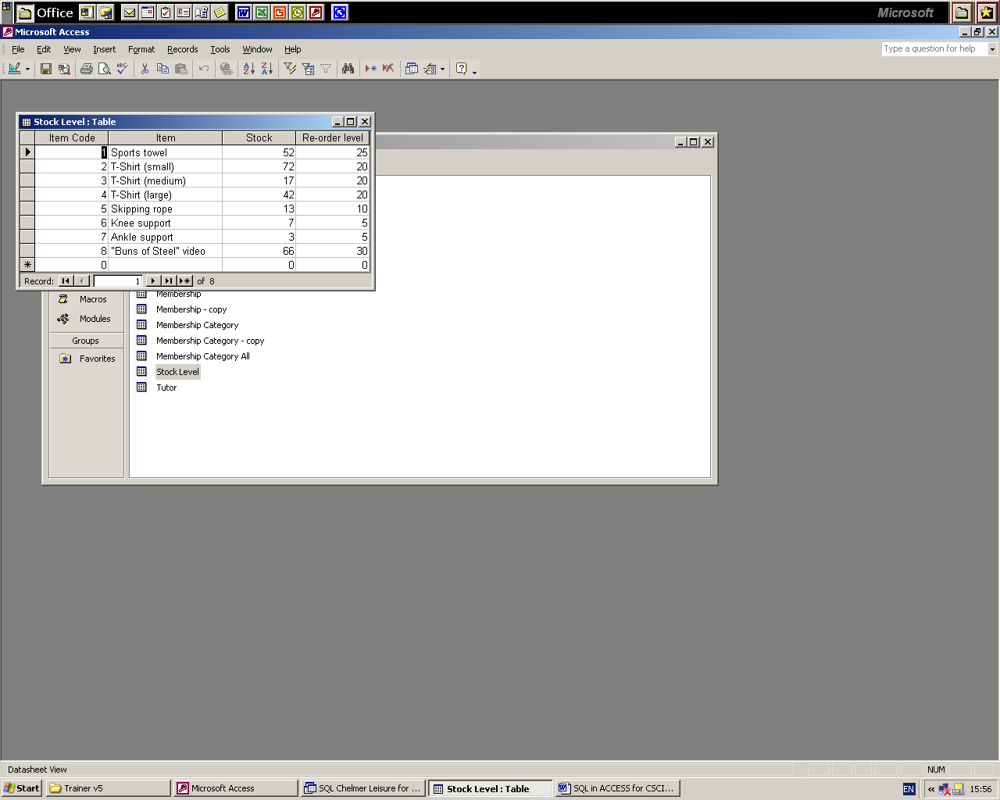 Office
Microsoft
Microsoft Access
File Edit View Insert Format Records Tools Window Help
Type a question for help
Stock Level : Table
Item Code Item Stock Re-order level
1 Sports towel 52 25
2 T-Shirt (small) 72 20
3 T-Shirt (medium) 17 20
4 T-Shirt (large) 42 20
5 Skipping rope 13 10
6 Knee support 7 5
7 Ankle support 3 5
8 "Buns of Steel" video 66 30
0 0 0
Record: 1 of 8
Macros
Modules
Groups
Favorites
Membership
Membership - copy
Membership Category
Membership Category - copy
Membership Category All
Stock Level
Tutor
Datasheet View
NUM
Start
Trainer v5
Microsoft Access
SQL Chelmer Leisure for ...
Stock Level : Table
SQL in ACCESS for CSCI...
EN
«
15:56